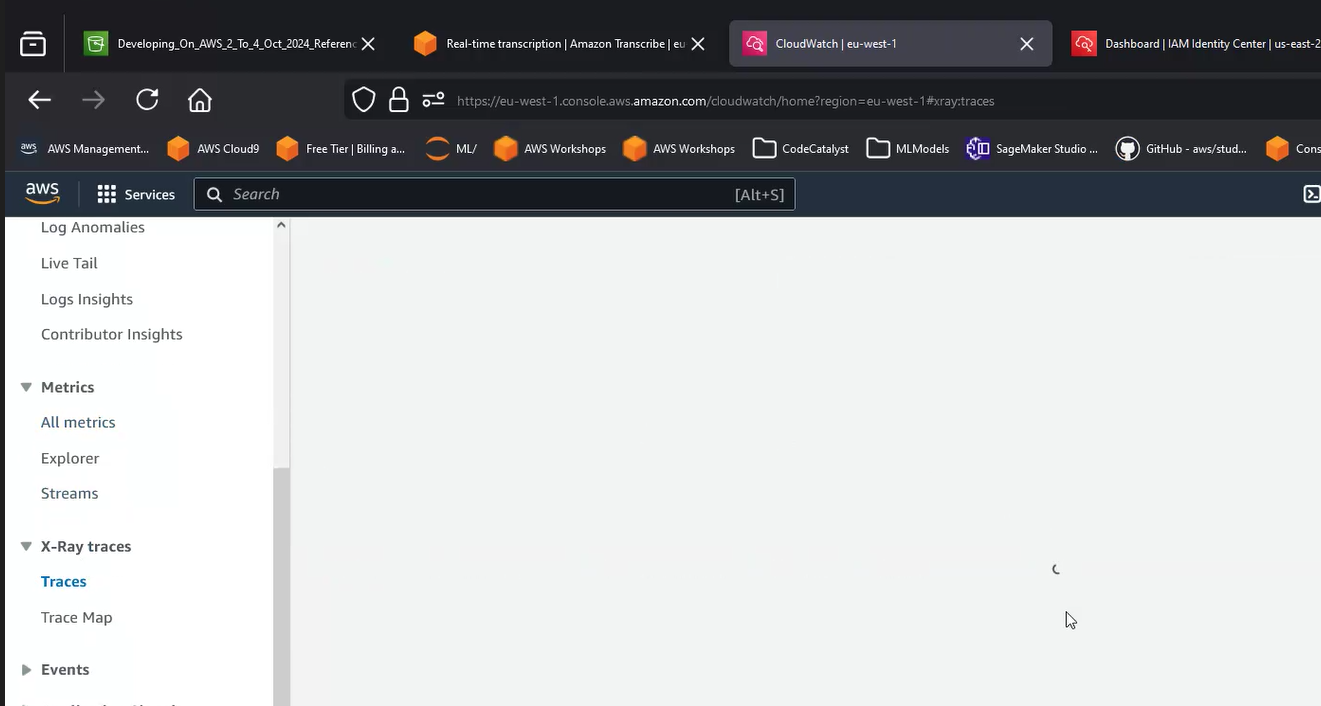 Developing_On_AWS_2_To_4_Oct_2024_Referenc
Real-time transcription | Amazon Transcribe | eu
CloudWatch | eu-west-1
Dashboard | IAM Identity Center | us-east-2
https://eu-west-1.console.aws.amazon.com/cloudwatch/home?region=eu-west-1#xray:traces
aws AWS Management... AWS Cloud9 Free Tier | Billing a... ML/ AWS Workshops AWS Workshops CodeCatalyst MLModels SageMaker Studio ... GitHub - aws/stud... Cons
aws Services Search [Alt+S]
Log Anomalies
Live Tail
Logs Insights
Contributor Insights
Metrics
All metrics
Explorer
Streams
X-Ray traces
Traces
Trace Map
Events